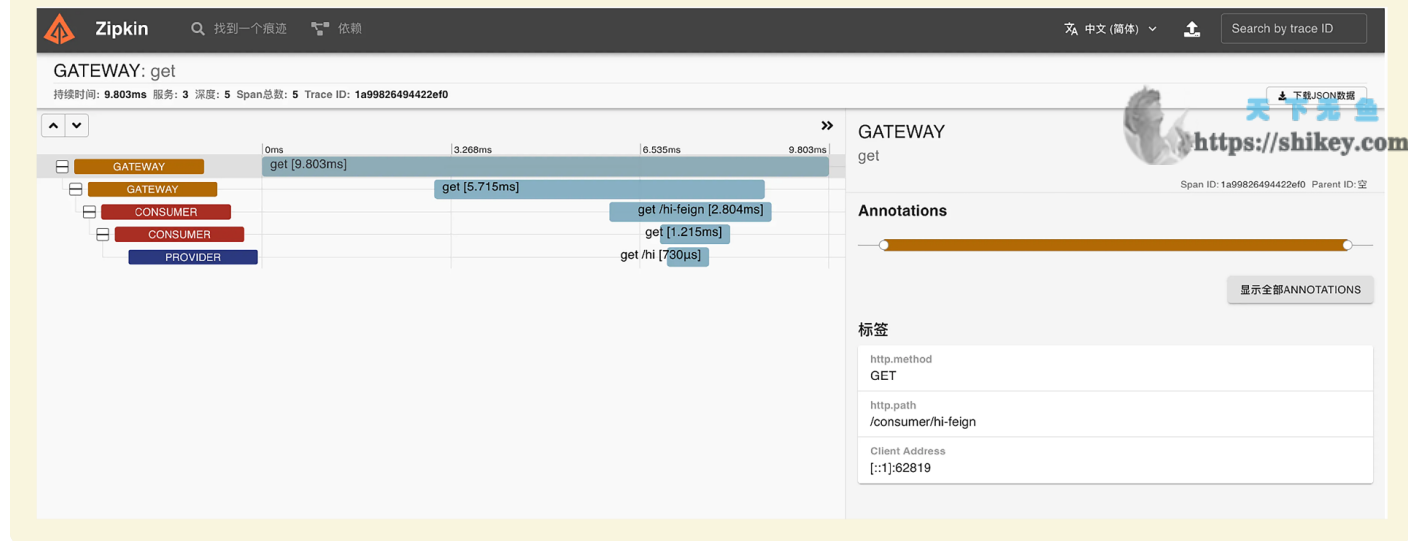 Zipkin 找到一个痕迹 依赖 中文 (简体) Search by trace ID
GATEWAY: get
持续时间: 9.803ms 服务: 3 深度: 5 Span总数: 5 Trace ID: 1a99826494422ef0
下载JSON数据
天下无鱼
https://shikey.com
0ms 3.268ms 6.535ms 9.803ms
GATEWAY get [9.803ms]
GATEWAY get [5.715ms]
CONSUMER get /hi-feign [2.804ms]
CONSUMER get [1.215ms]
PROVIDER get /hi [730μs]
GATEWAY
get
Span ID: 1a99826494422ef0 Parent ID: 空
Annotations
显示全部ANNOTATIONS
标签
http.method
GET
http.path
/consumer/hi-feign
Client Address
[::1]:62819